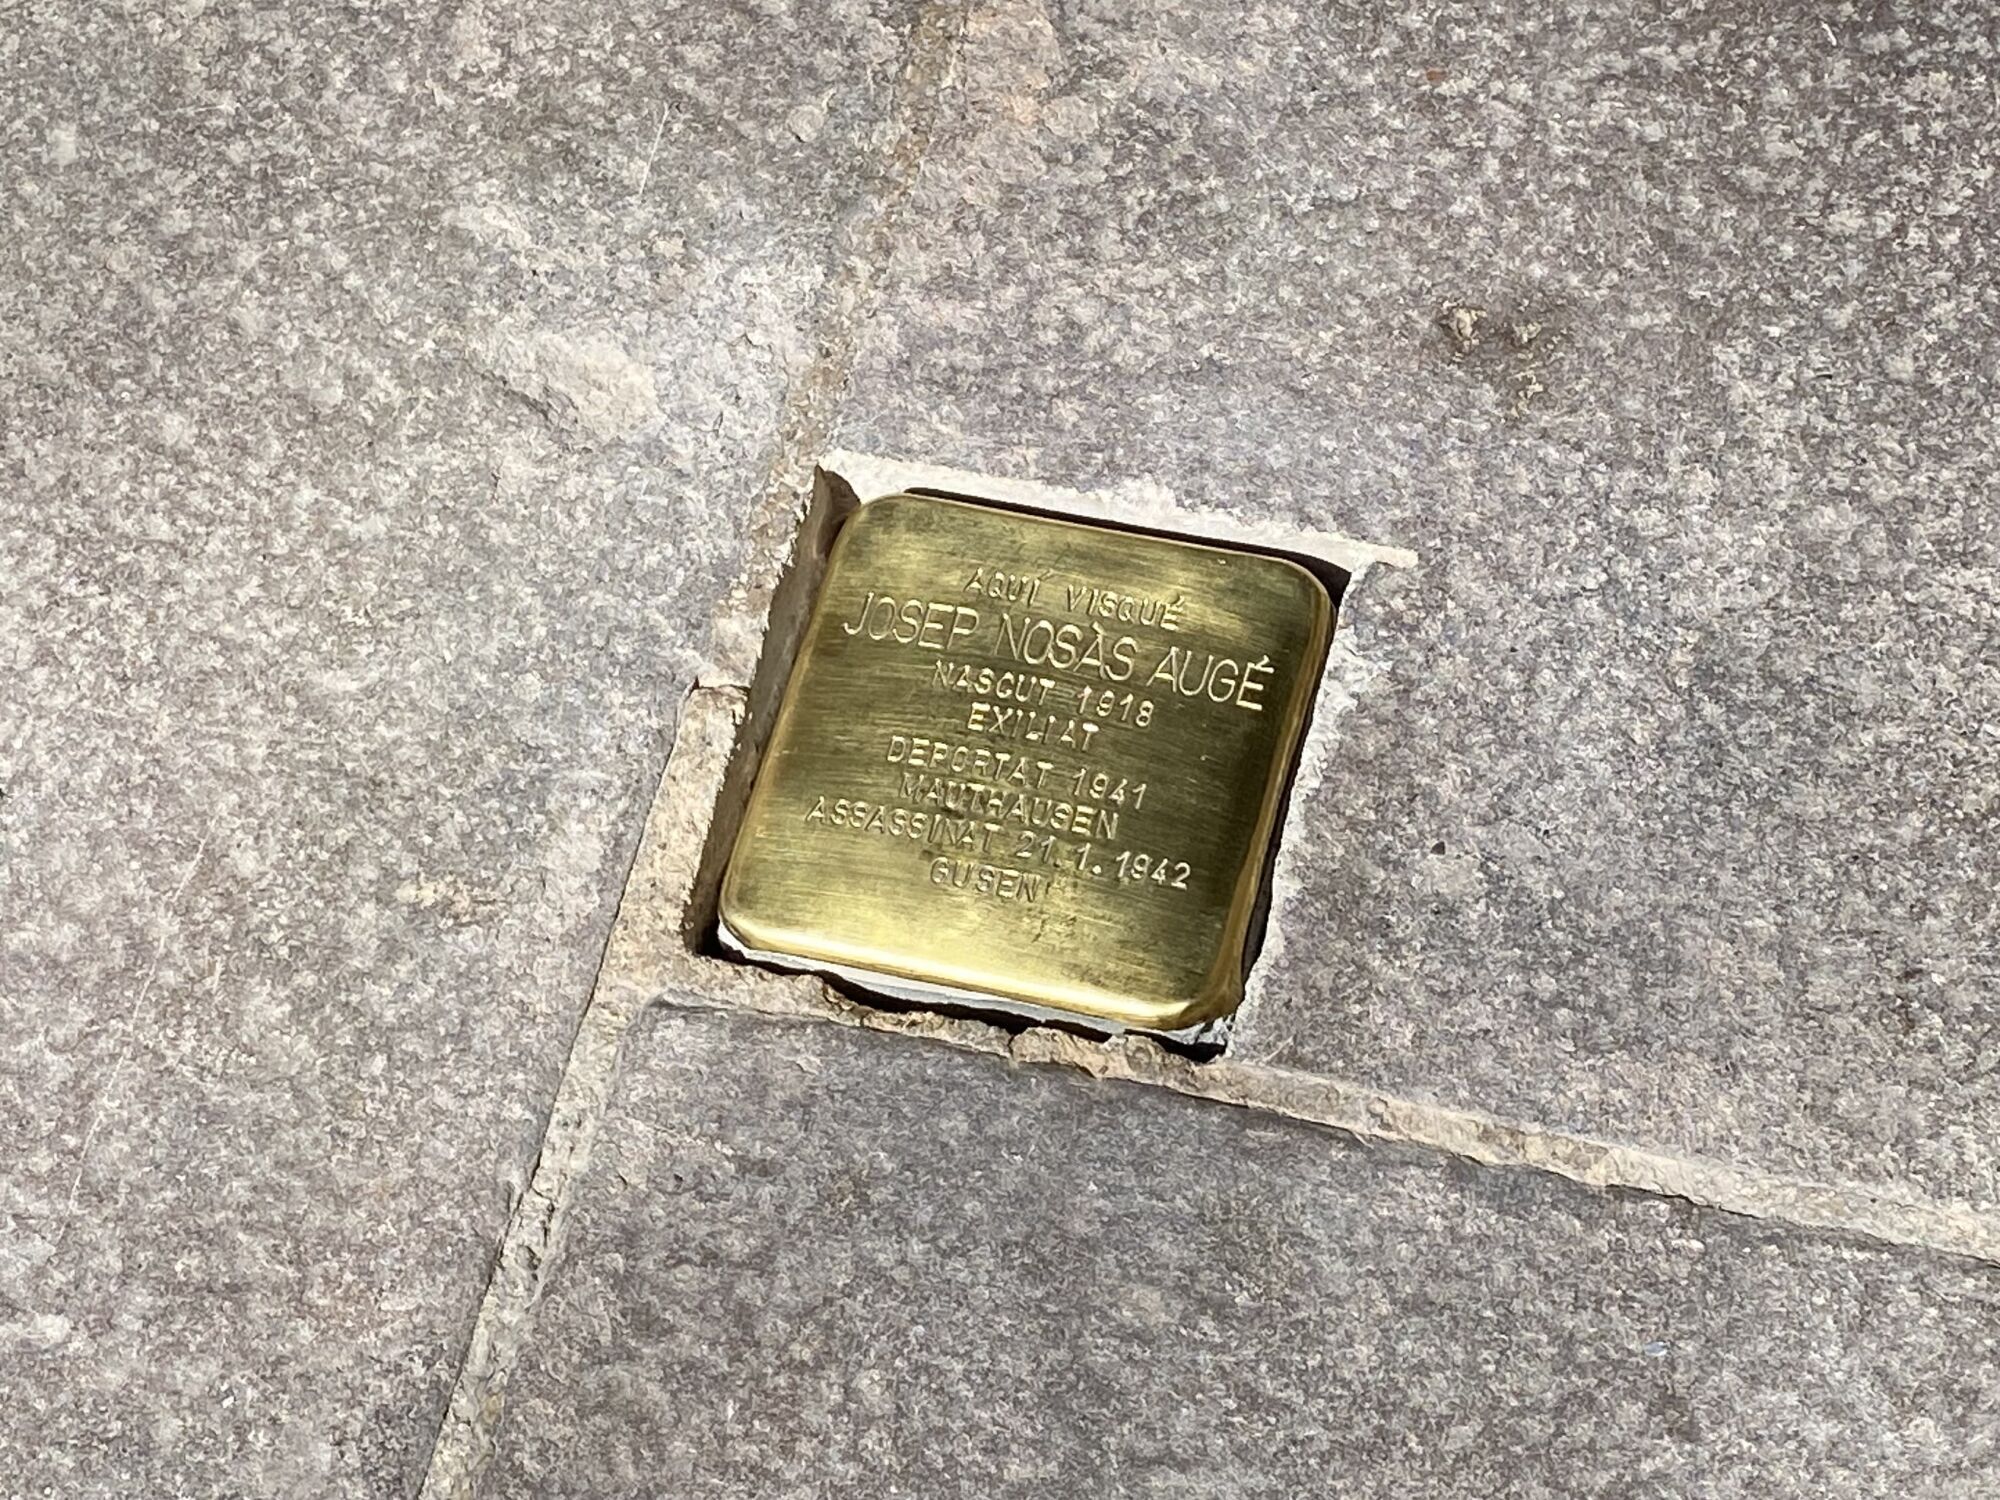 AQUÍ VISQUÉ
JOSEP NOSÀS AUGÉ
NASCUT 1918
EXILIAT
DEPORTAT 1941
MAUTHAUSEN
ASSASSINAT 21.1.1942
GUSEN